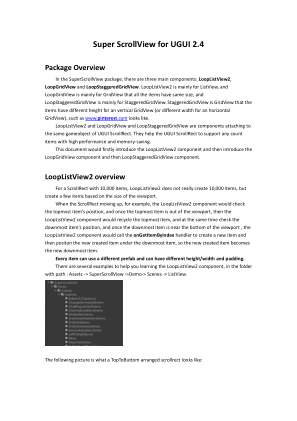 Super ScrollView for UGUI 2.4
Package Overview
In the SuperScrollView package, there are three main components: LoopListView2,
LoopGridView and LoopStaggeredGridView. LoopListView2 is mainly for ListView, and
LoopGridView is mainly for GridView that all the items have same size, and
LoopStaggeredGridView is mainly for StaggeredGridView. StaggeredGridView is GridView that the
items have different height for an vertical GridView (or different width for an horizontal
GridView), such as www.pinterest.com looks like.
LoopListView2 and LoopGridView and LoopStaggeredGridView are components attaching to
the same gameobject of UGUI ScrollRect. They help the UGUI ScrollRect to support any count
items with high performance and memory-saving.
This document would firstly introduce the LoopListView2 component and then introduce the
LoopGridView component and then LoopStaggeredGridView component.
LoopListView2 overview
For a ScrollRect with 10,000 items, LoopListView2 does not really create 10,000 items, but
create a few items based on the size of the viewport.
When the ScrollRect moving up, for example, the LoopListView2 component would check
the topmost item's position, and once the topmost item is out of the viewport, then the
LoopListView2 component would recycle the topmost item, and at the same time check the
downmost item's position, and once the downmost item is near the bottom of the viewport , the
LoopListView2 component would call the onGetItemByIndex handler to create a new item and
then positon the new created item under the downmost item, so the new created item becomes
the new downmost item.
Every item can use a different prefab and can have different height/width and padding.
There are several examples to help you learning the LoopListView2 component, in the folder
with path : Assets -> SuperScrollView ->Demo-> Scenes -> ListView.
The following picture is what a TopToButtom arranged scrollrect looks like: